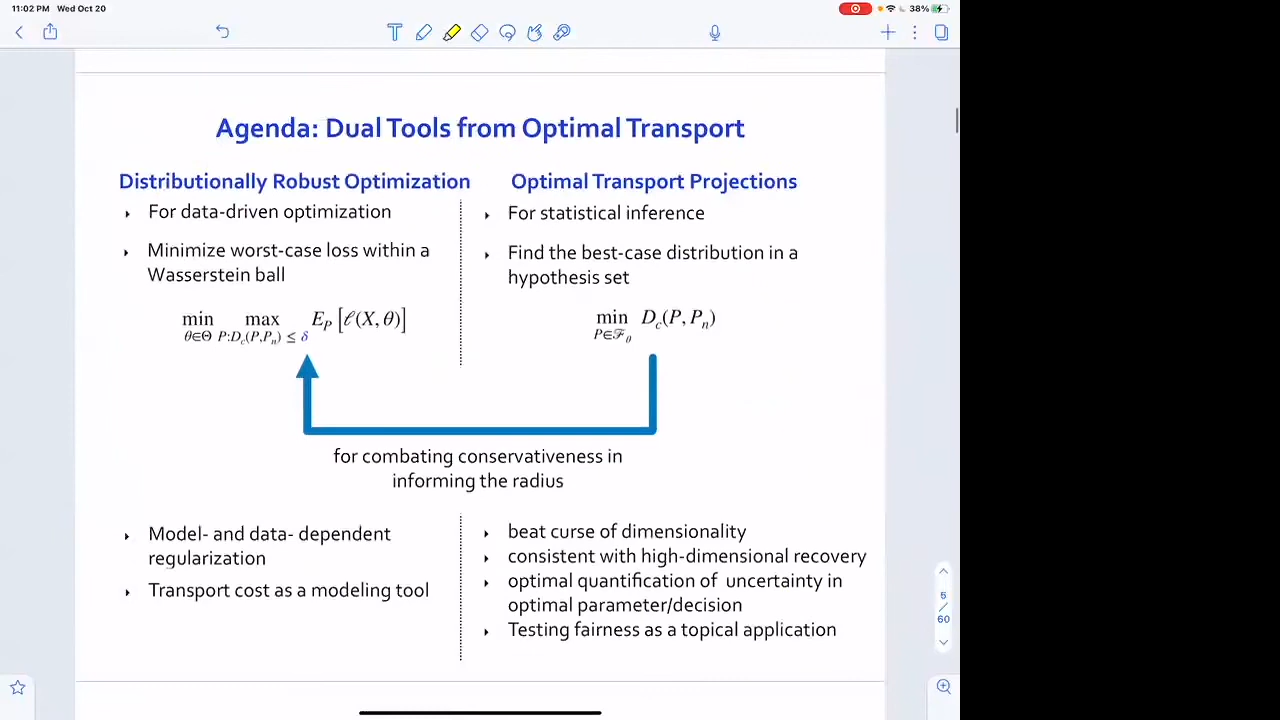 11:02 PM Wed Oct 20
38%
Agenda: Dual Tools from Optimal Transport
Distributionally Robust Optimization
‣ For data-driven optimization
‣ Minimize worst-case loss within a
Wasserstein ball
min_{θ∈Θ} max_{P:D_c(P,P_n) ≤ δ} E_P [ℓ(X, θ)]
Optimal Transport Projections
‣ For statistical inference
‣ Find the best-case distribution in a
hypothesis set
min_{P∈ℱ_θ} D_c(P, P_n)
for combating conservativeness in
informing the radius
‣ Model- and data- dependent
regularization
‣ Transport cost as a modeling tool
‣ beat curse of dimensionality
‣ consistent with high-dimensional recovery
‣ optimal quantification of uncertainty in
optimal parameter/decision
‣ Testing fairness as a topical application
5
/
60